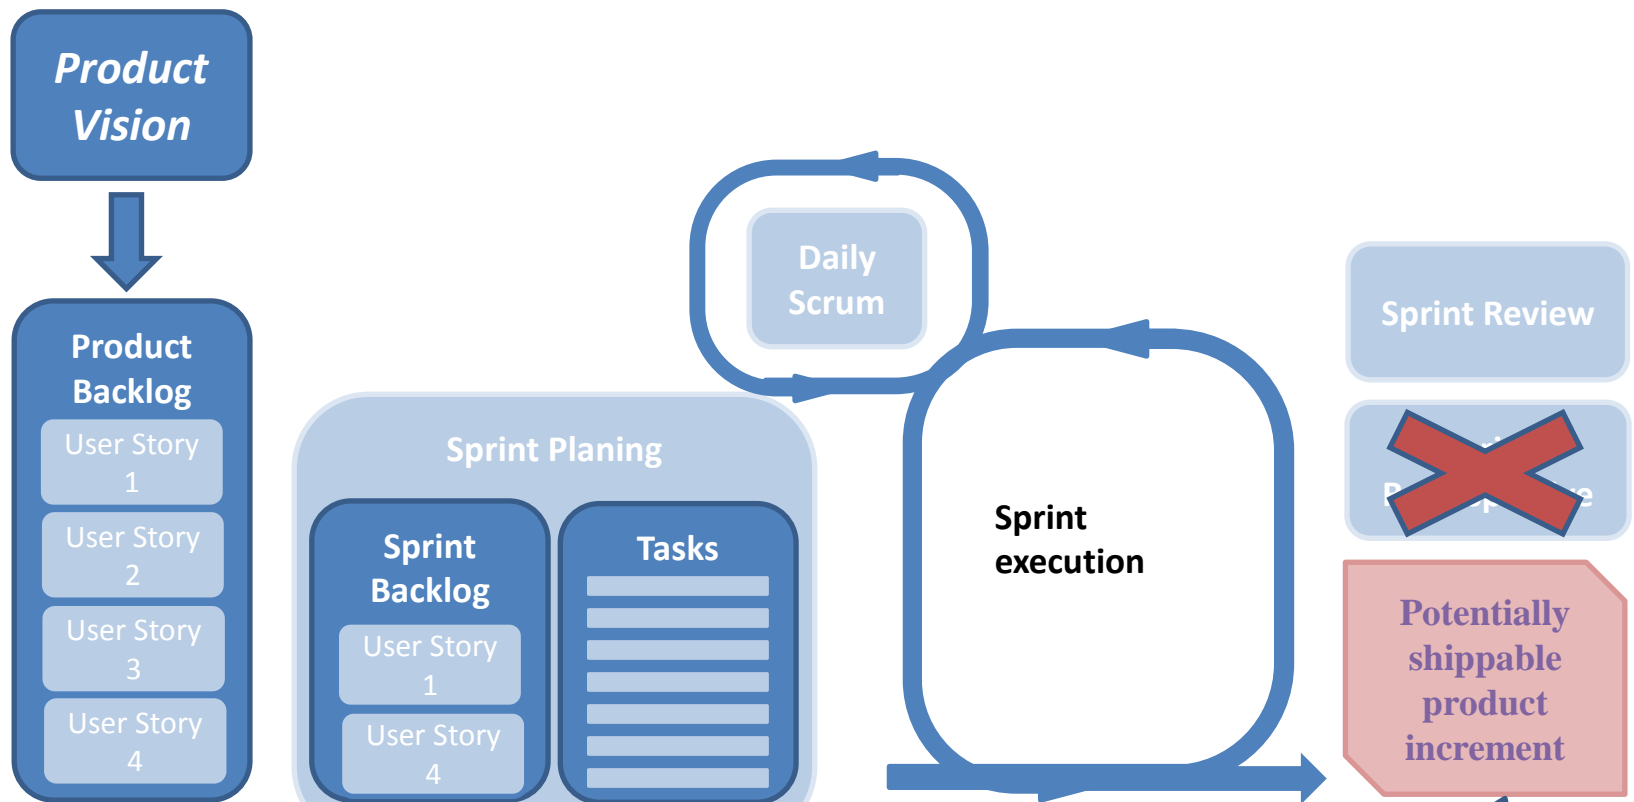 Product
Vision
Product
Backlog
User Story
1
User Story
2
User Story
3
User Story
4
Sprint Planing
Sprint
Backlog
User Story
1
User Story
4
Tasks
Daily
Scrum
Sprint
execution
Sprint Review
Potentially
shippable
product
increment